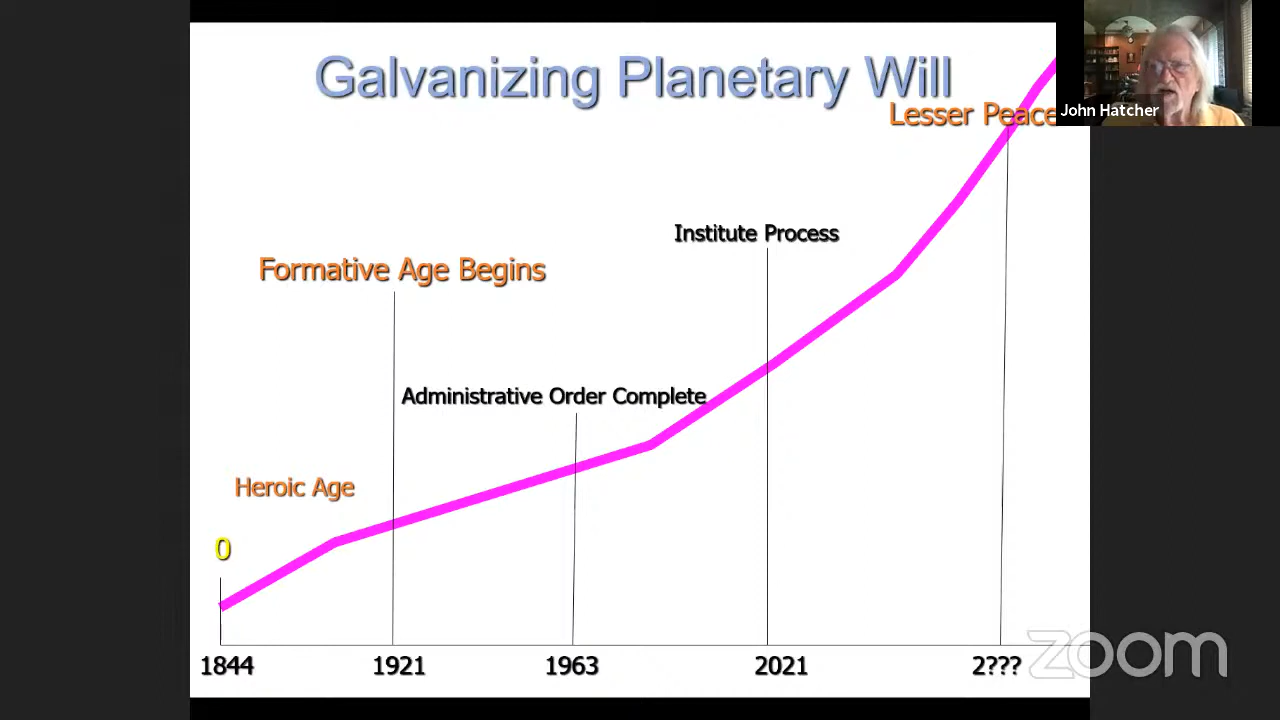 Galvanizing Planetary Will
Lesser Peace
John Hatcher
Institute Process
Formative Age Begins
Administrative Order Complete
Heroic Age
0
1844 1921 1963 2021 2???
zoom